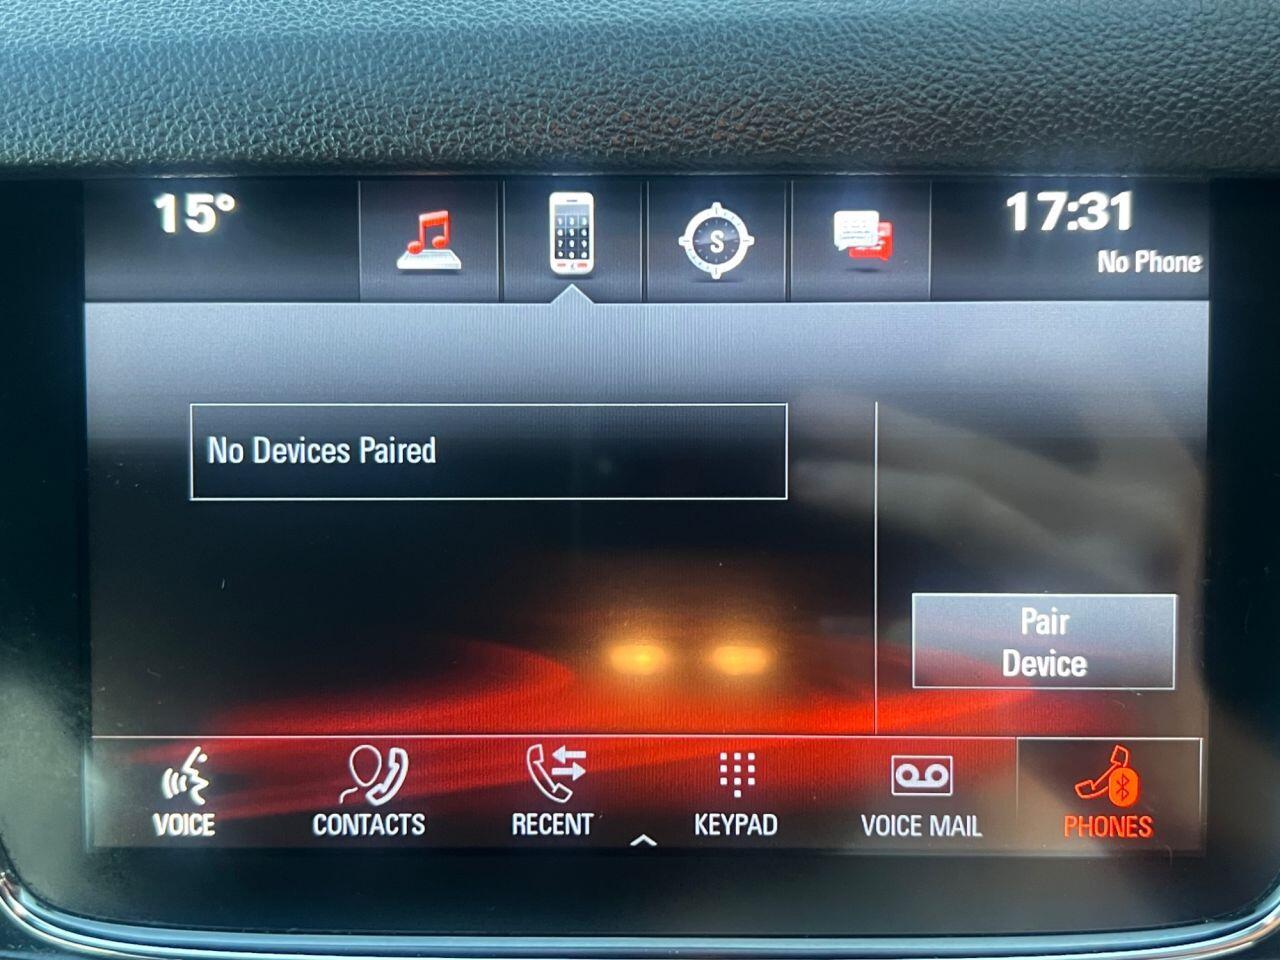 15°
S
17:31
No Phone
No Devices Paired
Pair
Device
VOICE
CONTACTS
RECENT
KEYPAD
VOICE MAIL
PHONES